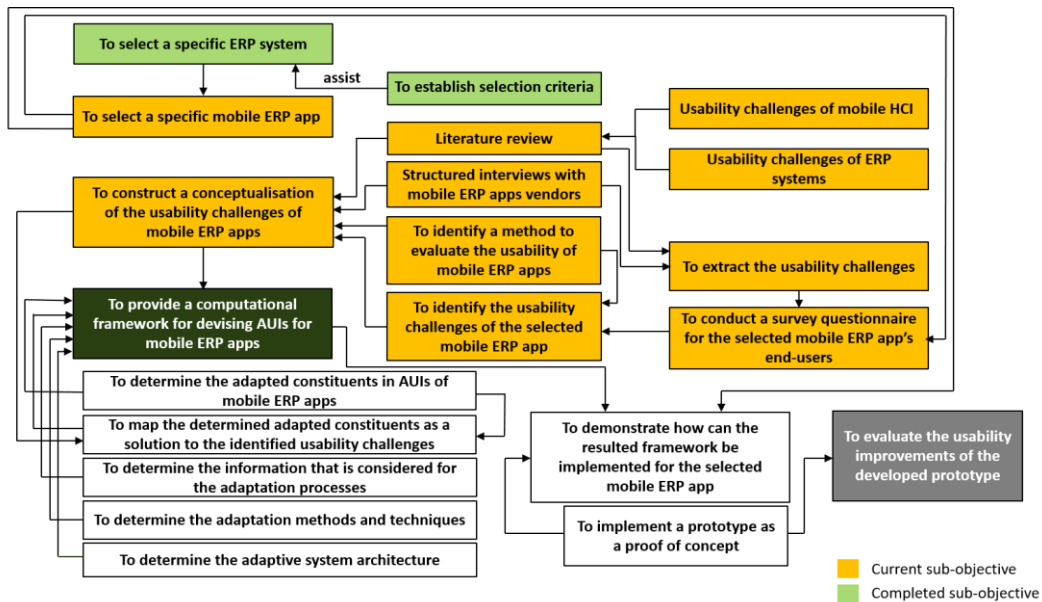 To select a specific ERP system
assist
To establish selection criteria
To select a specific mobile ERP app
Usability challenges of mobile HCI
Literature review
Usability challenges of ERP
systems
Structured interviews with
mobile ERP apps vendors
To construct a conceptualisation
of the usability challenges of
mobile ERP apps
To identify a method to
evaluate the usability of
mobile ERP apps
To extract the usability challenges
To provide a computational
framework for devising AUIs for
mobile ERP apps
To identify the usability
challenges of the selected
mobile ERP app
To conduct a survey questionnaire
for the selected mobile ERP app's
end-users
To determine the adapted constituents in AUIs of
mobile ERP apps
To map the determined adapted constituents as a
solution to the identified usability challenges
To determine the information that is considered for
the adaptation processes
To determine the adaptation methods and techniques
To determine the adaptive system architecture
To demonstrate how can the
resulted framework be
implemented for the selected
mobile ERP app
To implement a prototype as
a proof of concept
To evaluate the usability
improvements of the
developed prototype
Current sub-objective
Completed sub-objective